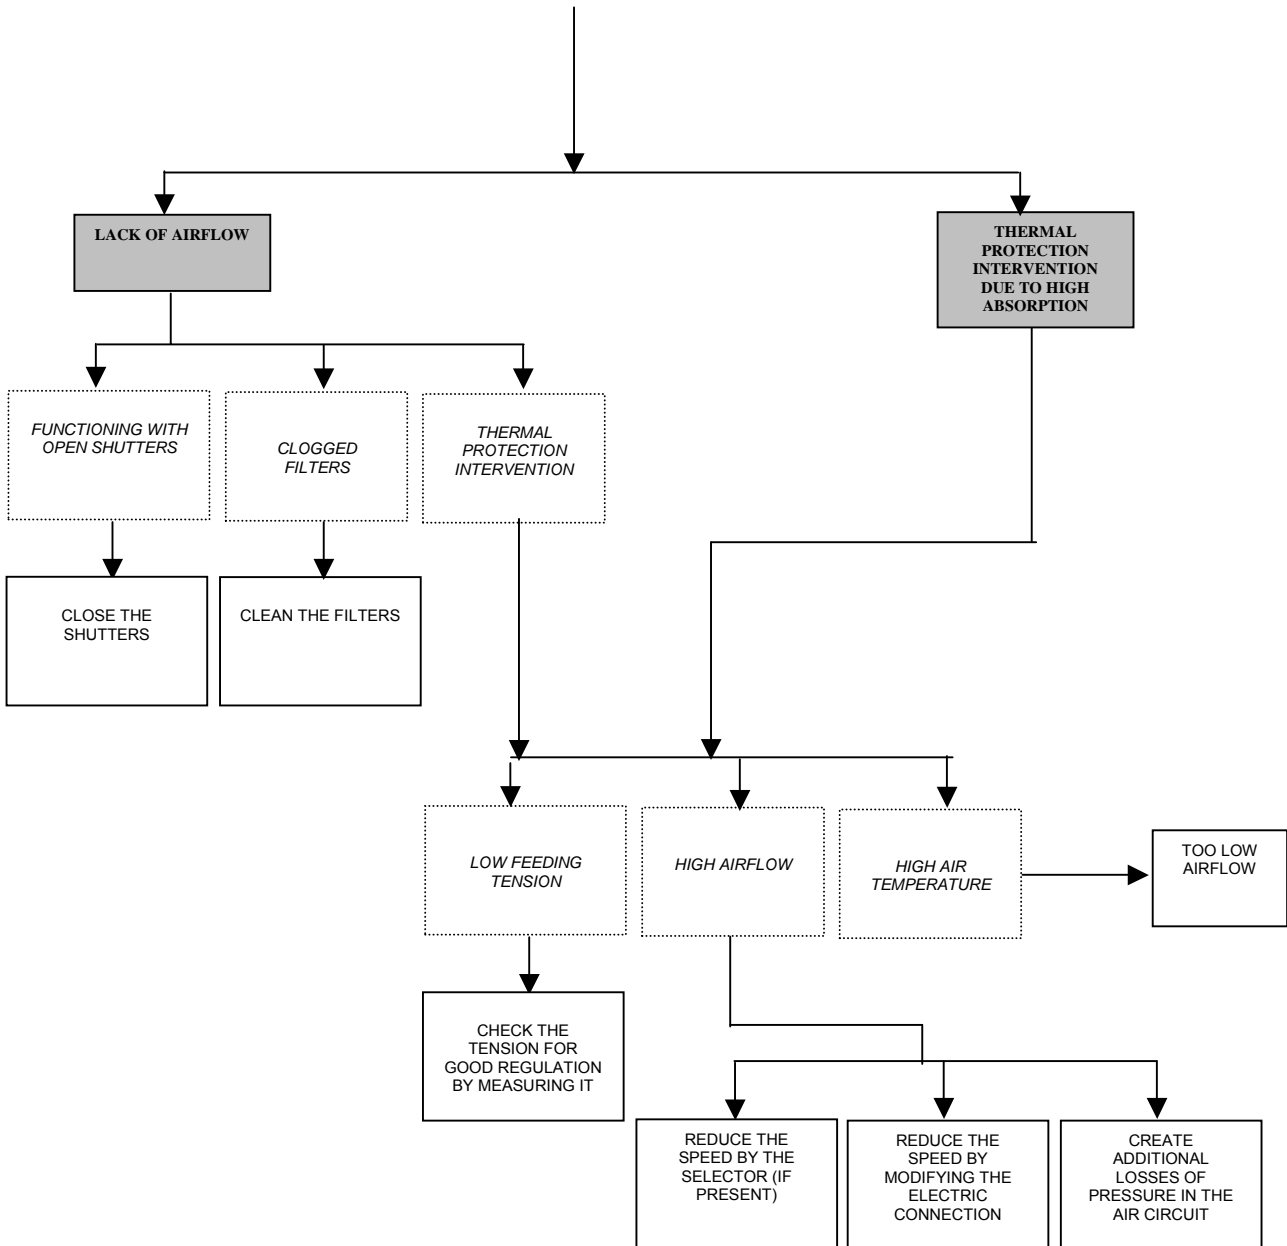 LACK OF AIRFLOW
THERMAL
PROTECTION
INTERVENTION
DUE TO HIGH
ABSORPTION
FUNCTIONING WITH
OPEN SHUTTERS
CLOGGED
FILTERS
THERMAL
PROTECTION
INTERVENTION
CLOSE THE
SHUTTERS
CLEAN THE FILTERS
LOW FEEDING
TENSION
HIGH AIRFLOW
HIGH AIR
TEMPERATURE
TOO LOW
AIRFLOW
CHECK THE
TENSION FOR
GOOD REGULATION
BY MEASURING IT
REDUCE THE
SPEED BY THE
SELECTOR (IF
PRESENT)
REDUCE THE
SPEED BY
MODIFYING THE
ELECTRIC
CONNECTION
CREATE
ADDITIONAL
LOSSES OF
PRESSURE IN THE
AIR CIRCUIT